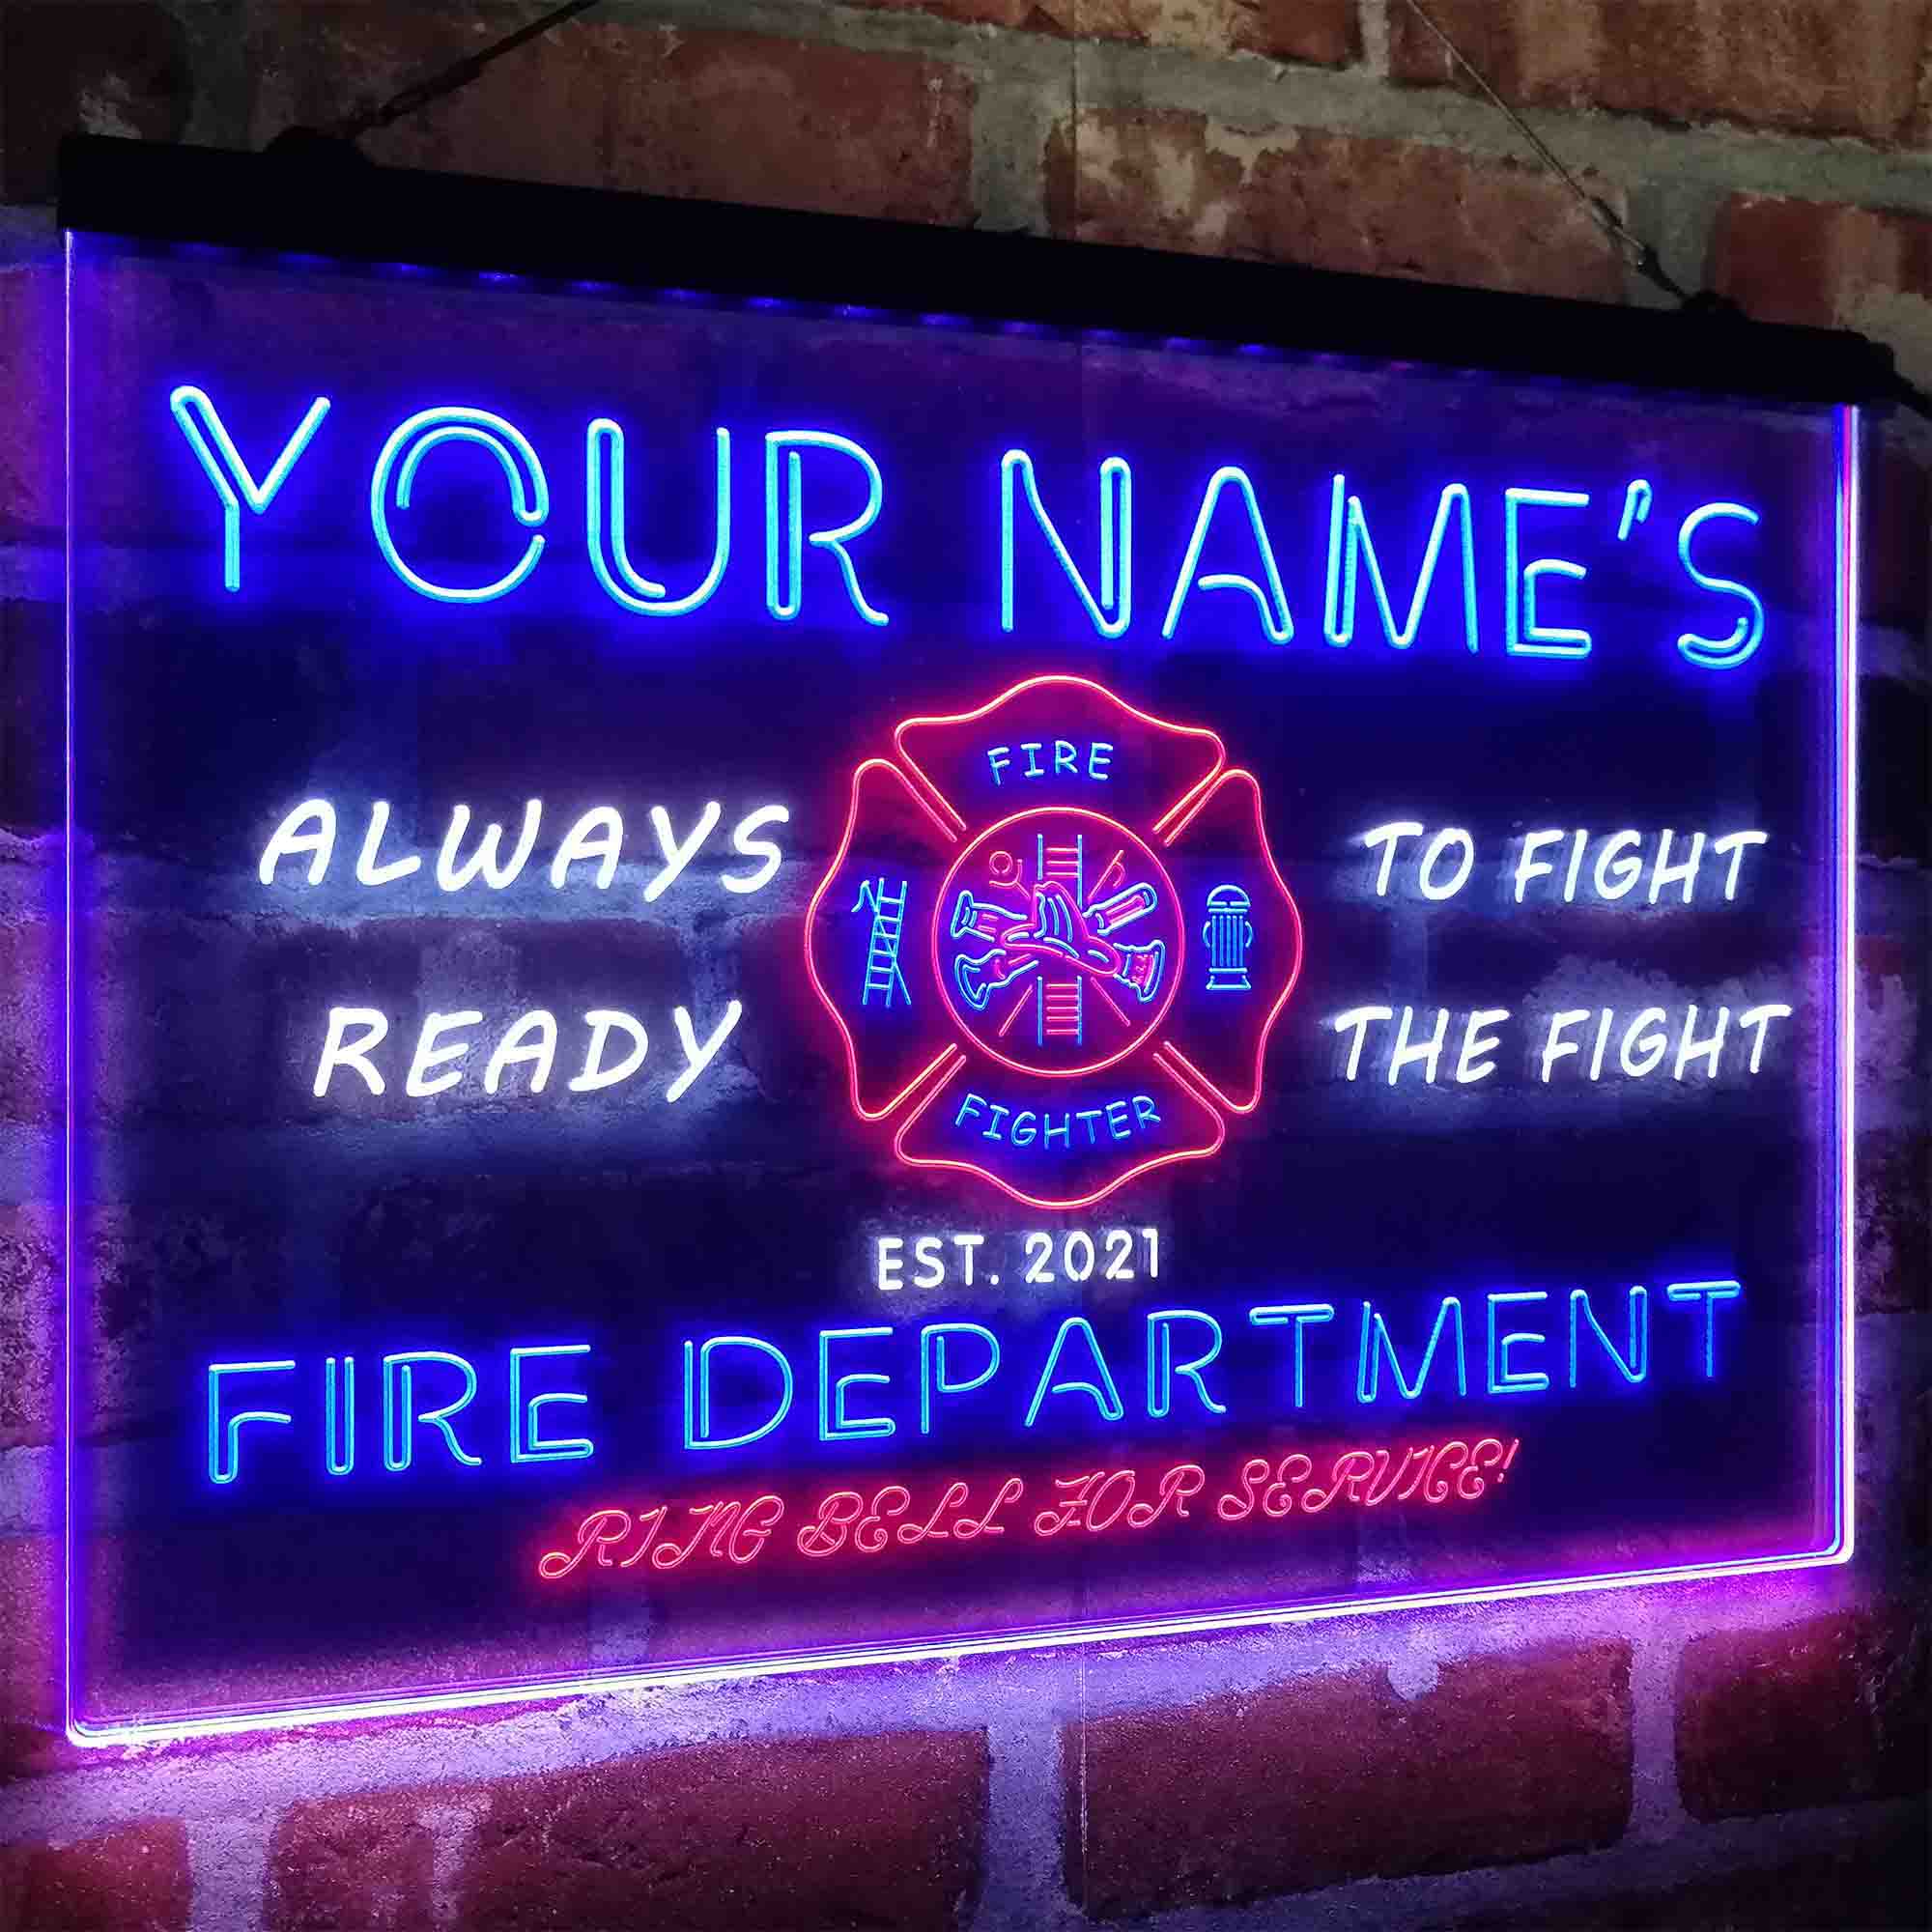 YOUR NAME'S
ALWAYS
READY
FIRE
FIGHTER
TO FIGHT
THE FIGHT
EST. 2021
FIRE DEPARTMENT
RING BELL FOR SERVICE!